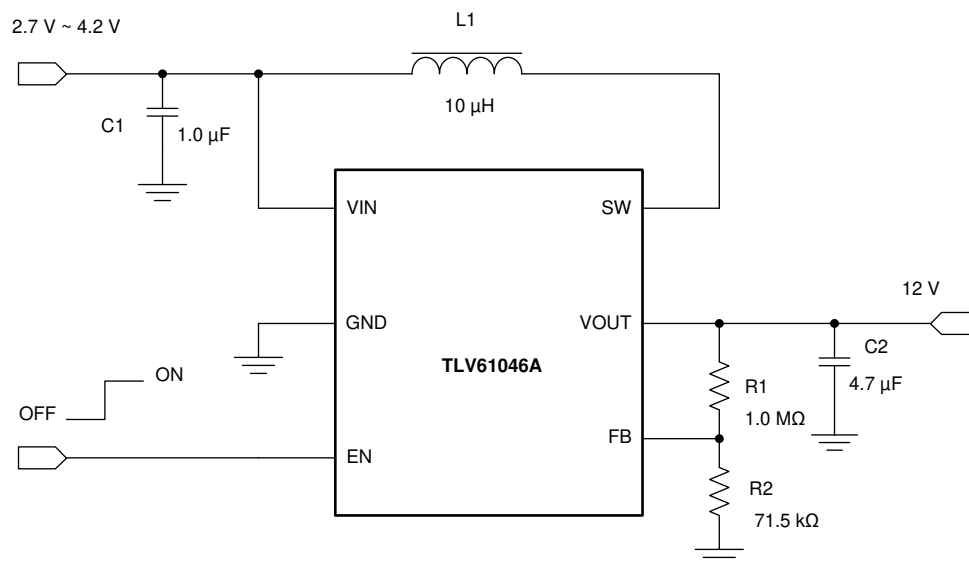 2.7 V ~ 4.2 V
L1
10 µH
C1
1.0 µF
VIN
SW
12 V
GND
VOUT
C2
TLV61046A
4.7 µF
ON
OFF
R1
1.0 MΩ
FB
EN
R2
71.5 kΩ